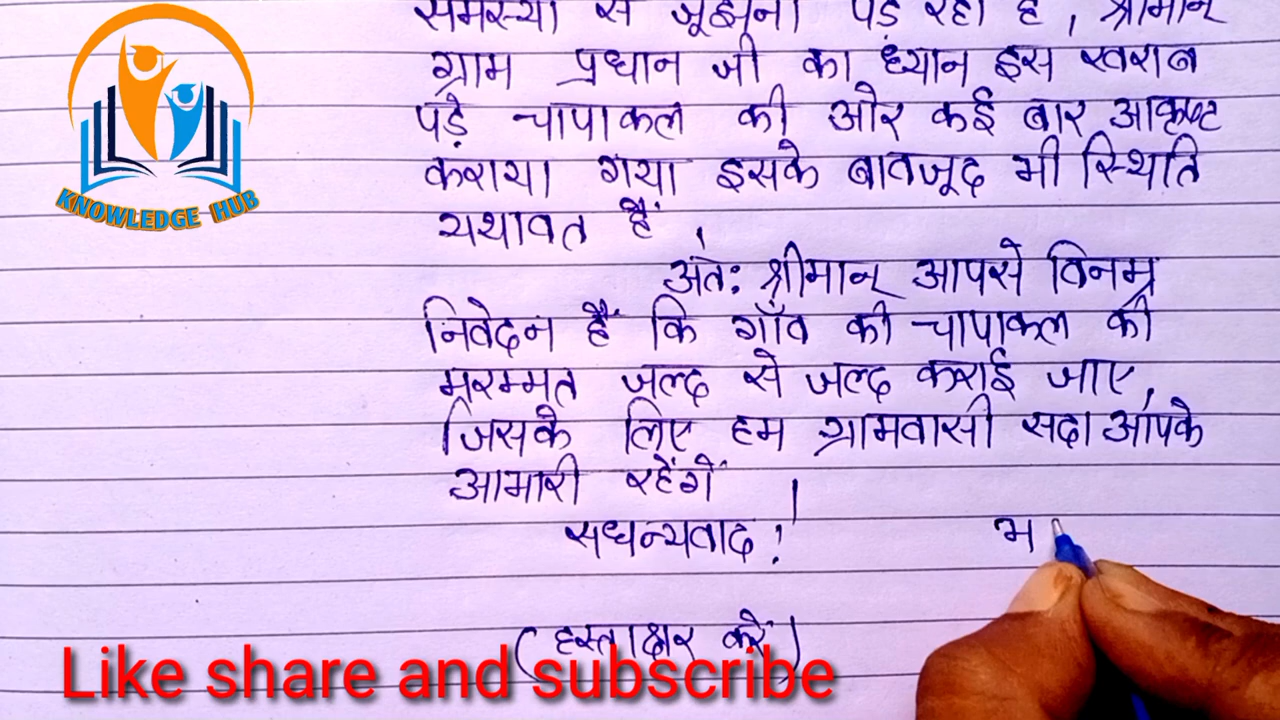 समस्या से जूझना पड़ रहा है, श्रीमान्
ग्राम प्रधान जी का ध्यान इस खराब
पड़े चापाकल की ओर कई बार आकृष्ट
कराया गया इसके बावजूद भी स्थिति
यथावत हैं ।
अतः श्रीमान् आपसे विनम्र
निवेदन हैं कि गाँव की चापाकल की
मरम्मत जल्द से जल्द कराई जाए,
जिसके लिए हम ग्रामवासी सदा आपके
आभारी रहेंगें ।
सधन्यवाद !
भ
(हस्ताक्षर करें)
KNOWLEDGE HUB
Like share and subscribe